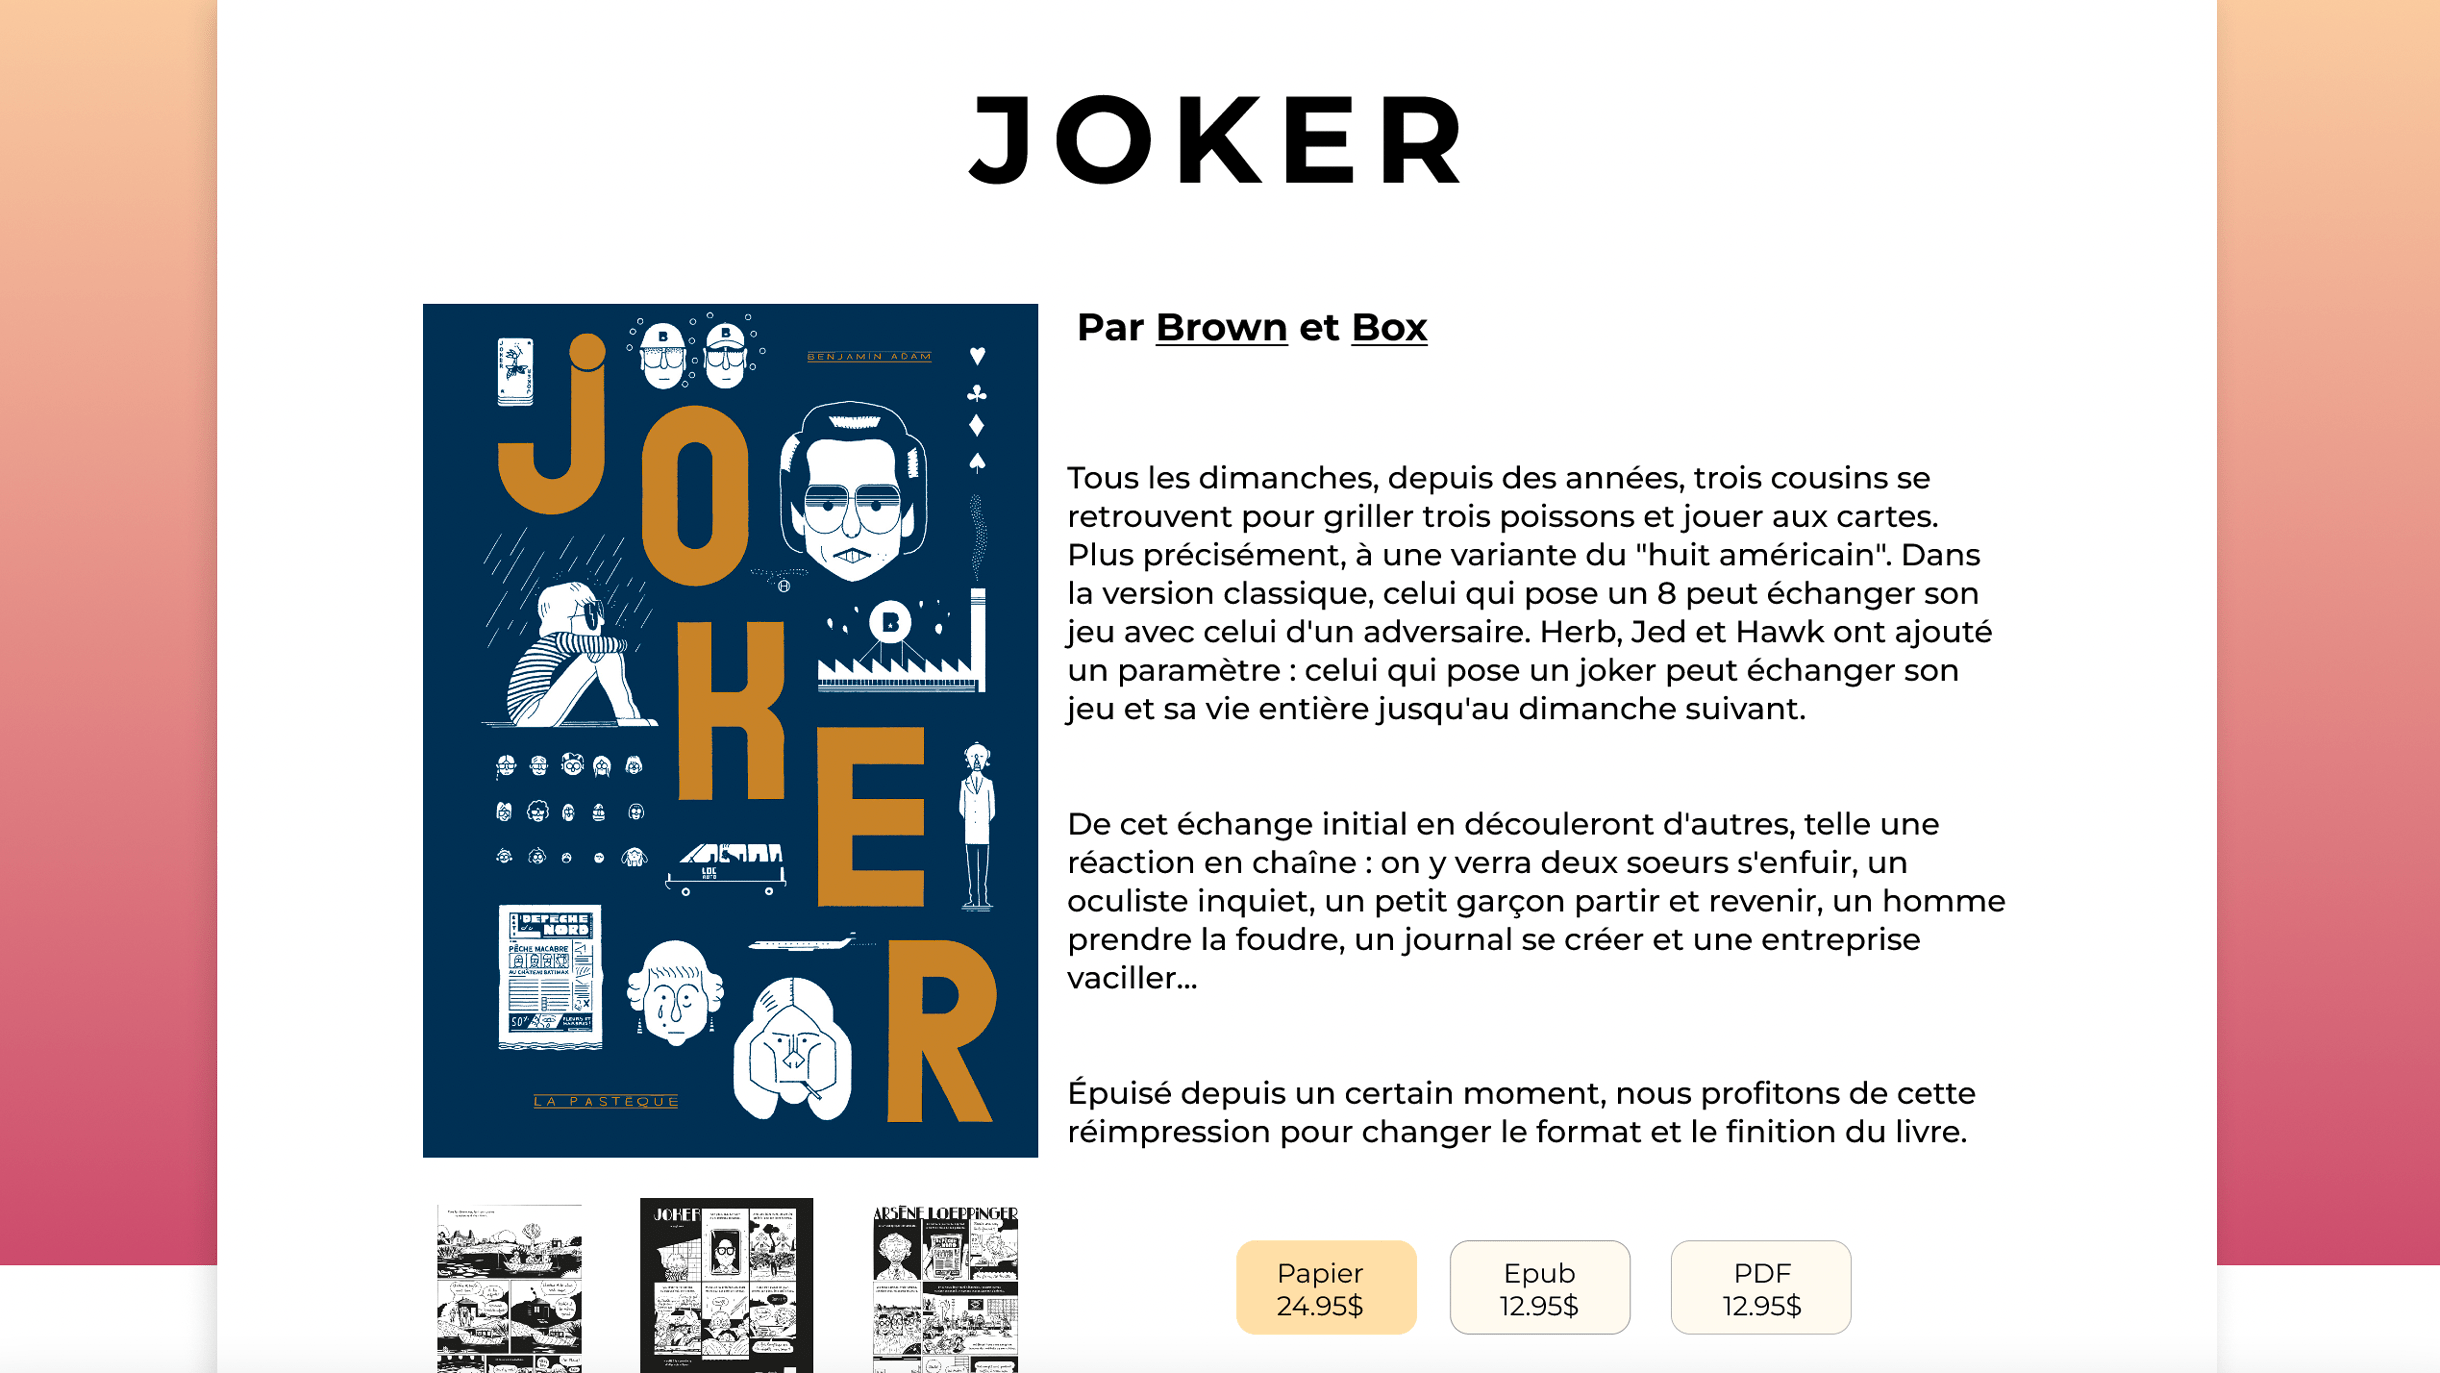 JOKER
Par Brown et Box
Tous les dimanches, depuis des années, trois cousins se
retrouvent pour griller trois poissons et jouer aux cartes.
Plus précisément, à une variante du "huit américain". Dans
la version classique, celui qui pose un 8 peut échanger son
jeu avec celui d'un adversaire. Herb, Jed et Hawk ont ajouté
un paramètre : celui qui pose un joker peut échanger son
jeu et sa vie entière jusqu'au dimanche suivant.
De cet échange initial en découleront d'autres, telle une
réaction en chaîne : on y verra deux soeurs s'enfuir, un
oculiste inquiet, un petit garçon partir et revenir, un homme
prendre la foudre, un journal se créer et une entreprise
vaciller...
Épuisé depuis un certain moment, nous profitons de cette
réimpression pour changer le format et le finition du livre.
Papier
24.95$
Epub
12.95$
PDF
12.95$
JOKER
BENJAMIN ADAM
JOKER
B
B
H
B
LOC
AUTO
DEPECHE
du NORD
PÊCHE MACABRE
AU CHÂTEAU BATIMAX
50%
FLEURS ET
MARBRES!
LA PASTÈQUE
JOKER
ARSÈNE LOEPPINGER